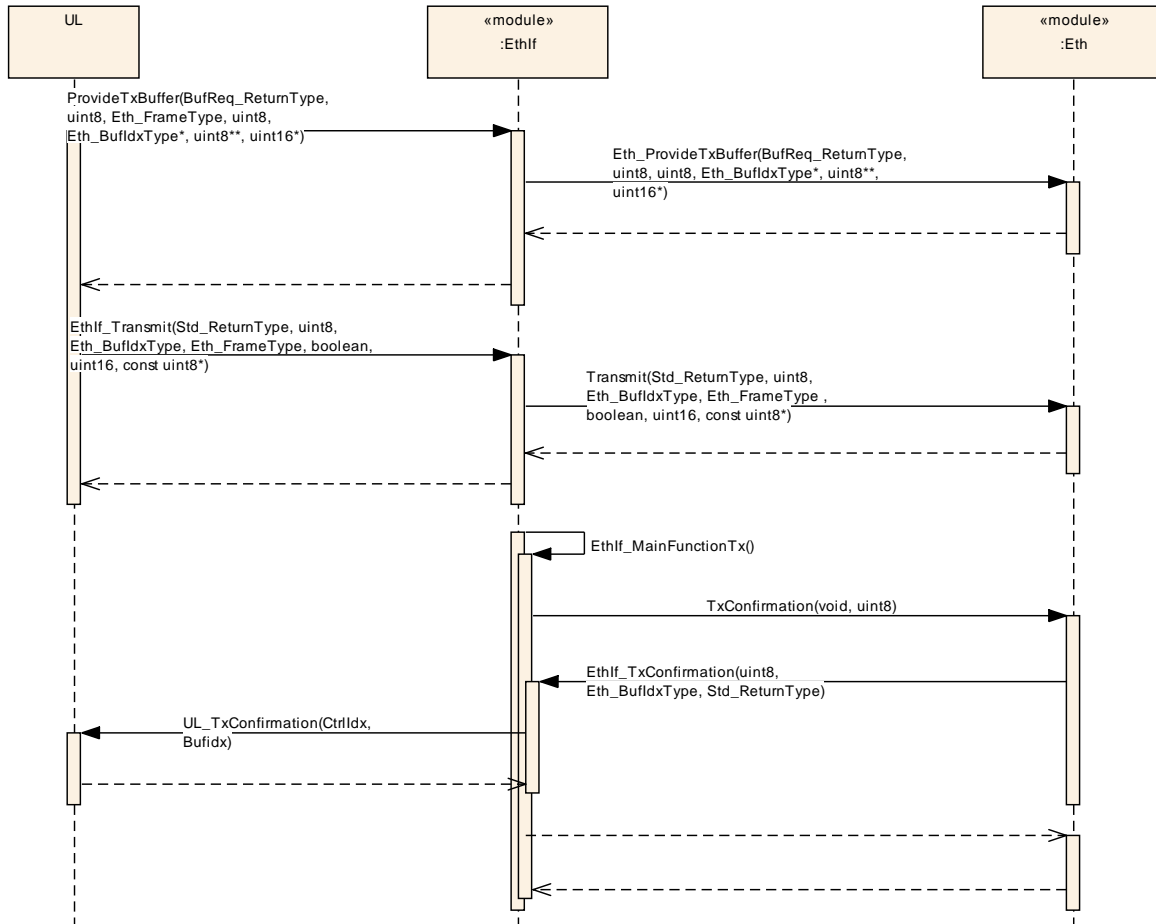 UL
«module»
:EthIf
«module»
:Eth
ProvideTxBuffer(BufReq_ReturnType,
uint8, Eth_FrameType, uint8,
Eth_BufIdxType*, uint8**, uint16*)
Eth_ProvideTxBuffer(BufReq_ReturnType,
uint8, uint8, Eth_BufIdxType*, uint8**,
uint16*)
EthIf_Transmit(Std_ReturnType, uint8,
Eth_BufIdxType, Eth_FrameType, boolean,
uint16, const uint8*)
Transmit(Std_ReturnType, uint8,
Eth_BufIdxType, Eth_FrameType ,
boolean, uint16, const uint8*)
EthIf_MainFunctionTx()
TxConfirmation(void, uint8)
EthIf_TxConfirmation(uint8,
Eth_BufIdxType, Std_ReturnType)
UL_TxConfirmation(CtrlIdx,
Bufidx)